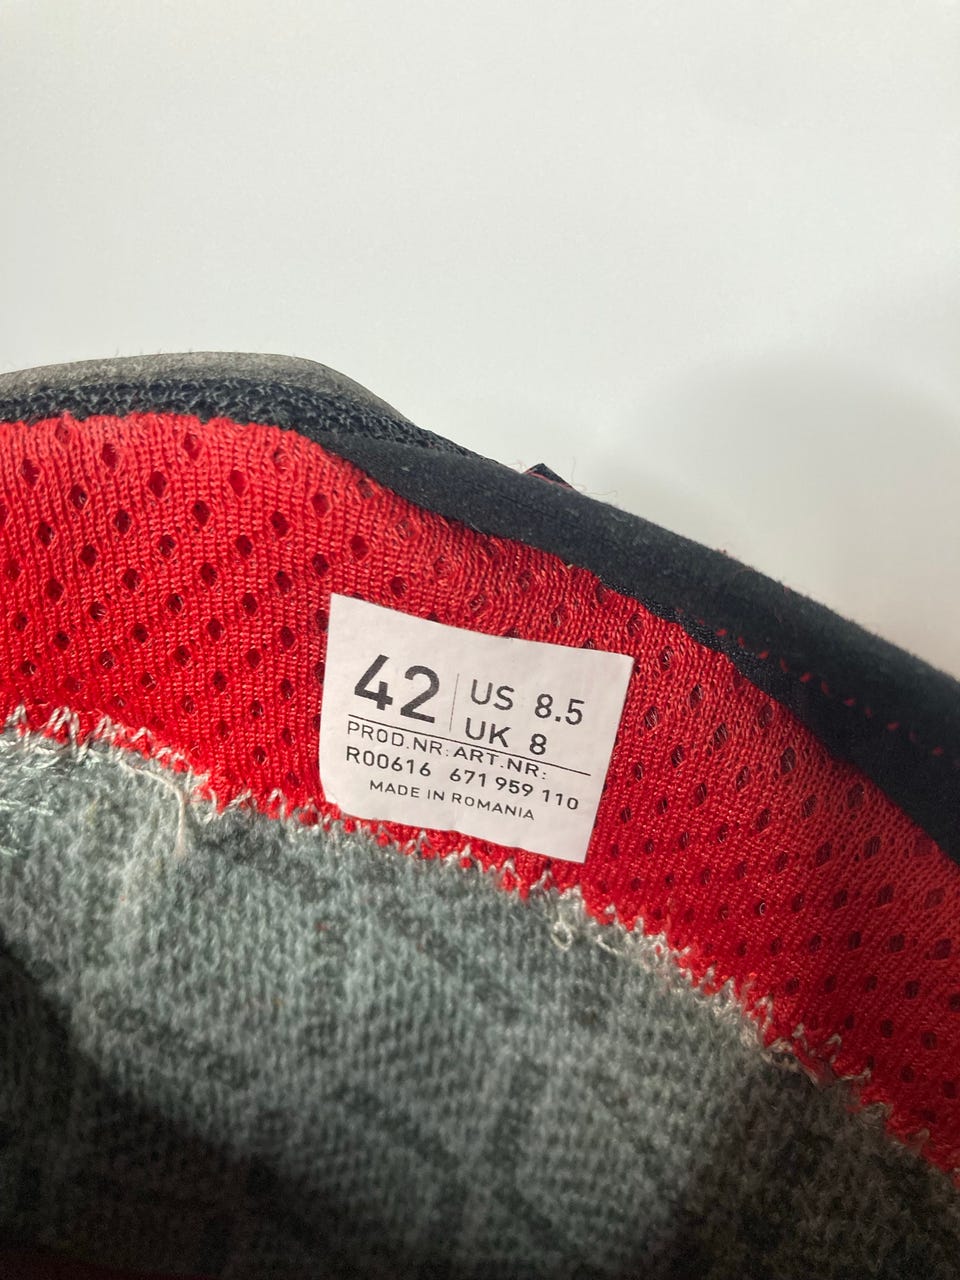 42 US 8.5
UK 8
PROD.NR: ART.NR:
R00616 671 959 110
MADE IN ROMANIA